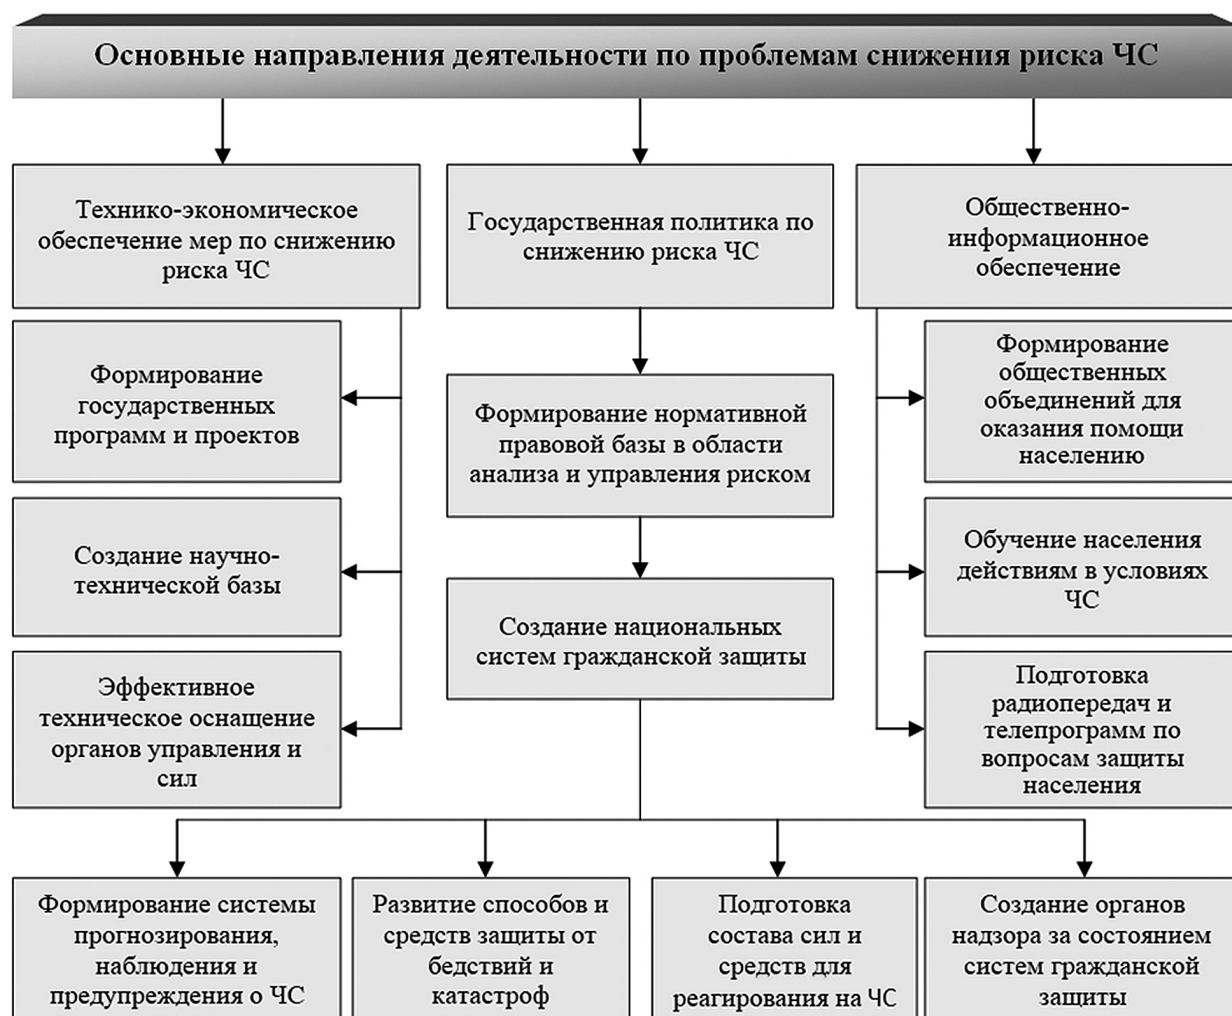 Основные направления деятельности по проблемам снижения риска ЧС
Технико-экономическое
обеспечение мер по снижению
риска ЧС
Государственная политика по
снижению риска ЧС
Общественно-
информационное
обеспечение
Формирование
государственных
программ и проектов
Создание научно-
технической базы
Эффективное
техническое оснащение
органов управления и
сил
Формирование нормативной
правовой базы в области
анализа и управления риском
Создание национальных
систем гражданской защиты
Формирование
общественных
объединений для
оказания помощи
населению
Обучение населения
действиям в условиях
ЧС
Подготовка
радиопередач и
телепрограмм по
вопросам защиты
населения
Формирование системы
прогнозирования,
наблюдения и
предупреждения о ЧС
Развитие способов и
средств защиты от
бедствий и
катастроф
Подготовка
состава сил и
средств для
реагирования на ЧС
Создание органов
надзора за состоянием
систем гражданской
защиты